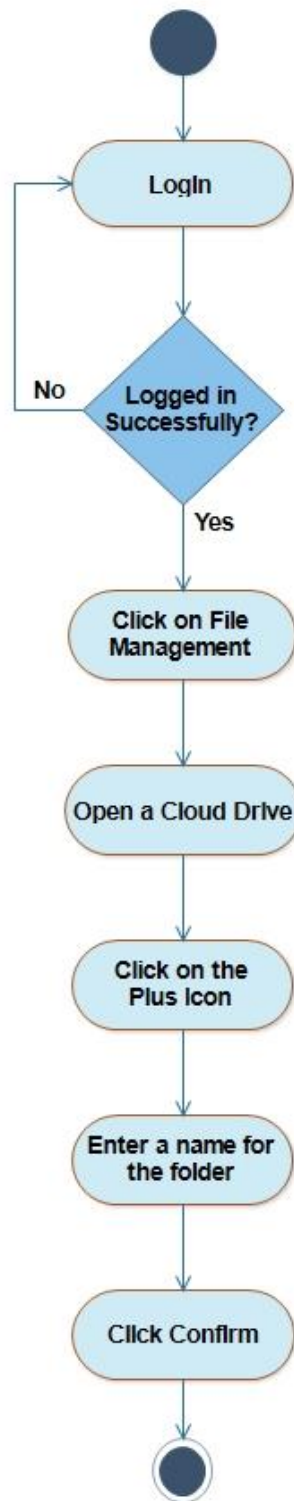 LogIn
Logged in
Successfully?
No
Yes
Click on File
Management
Open a Cloud Drive
Click on the
Plus Icon
Enter a name for
the folder
Click Confirm